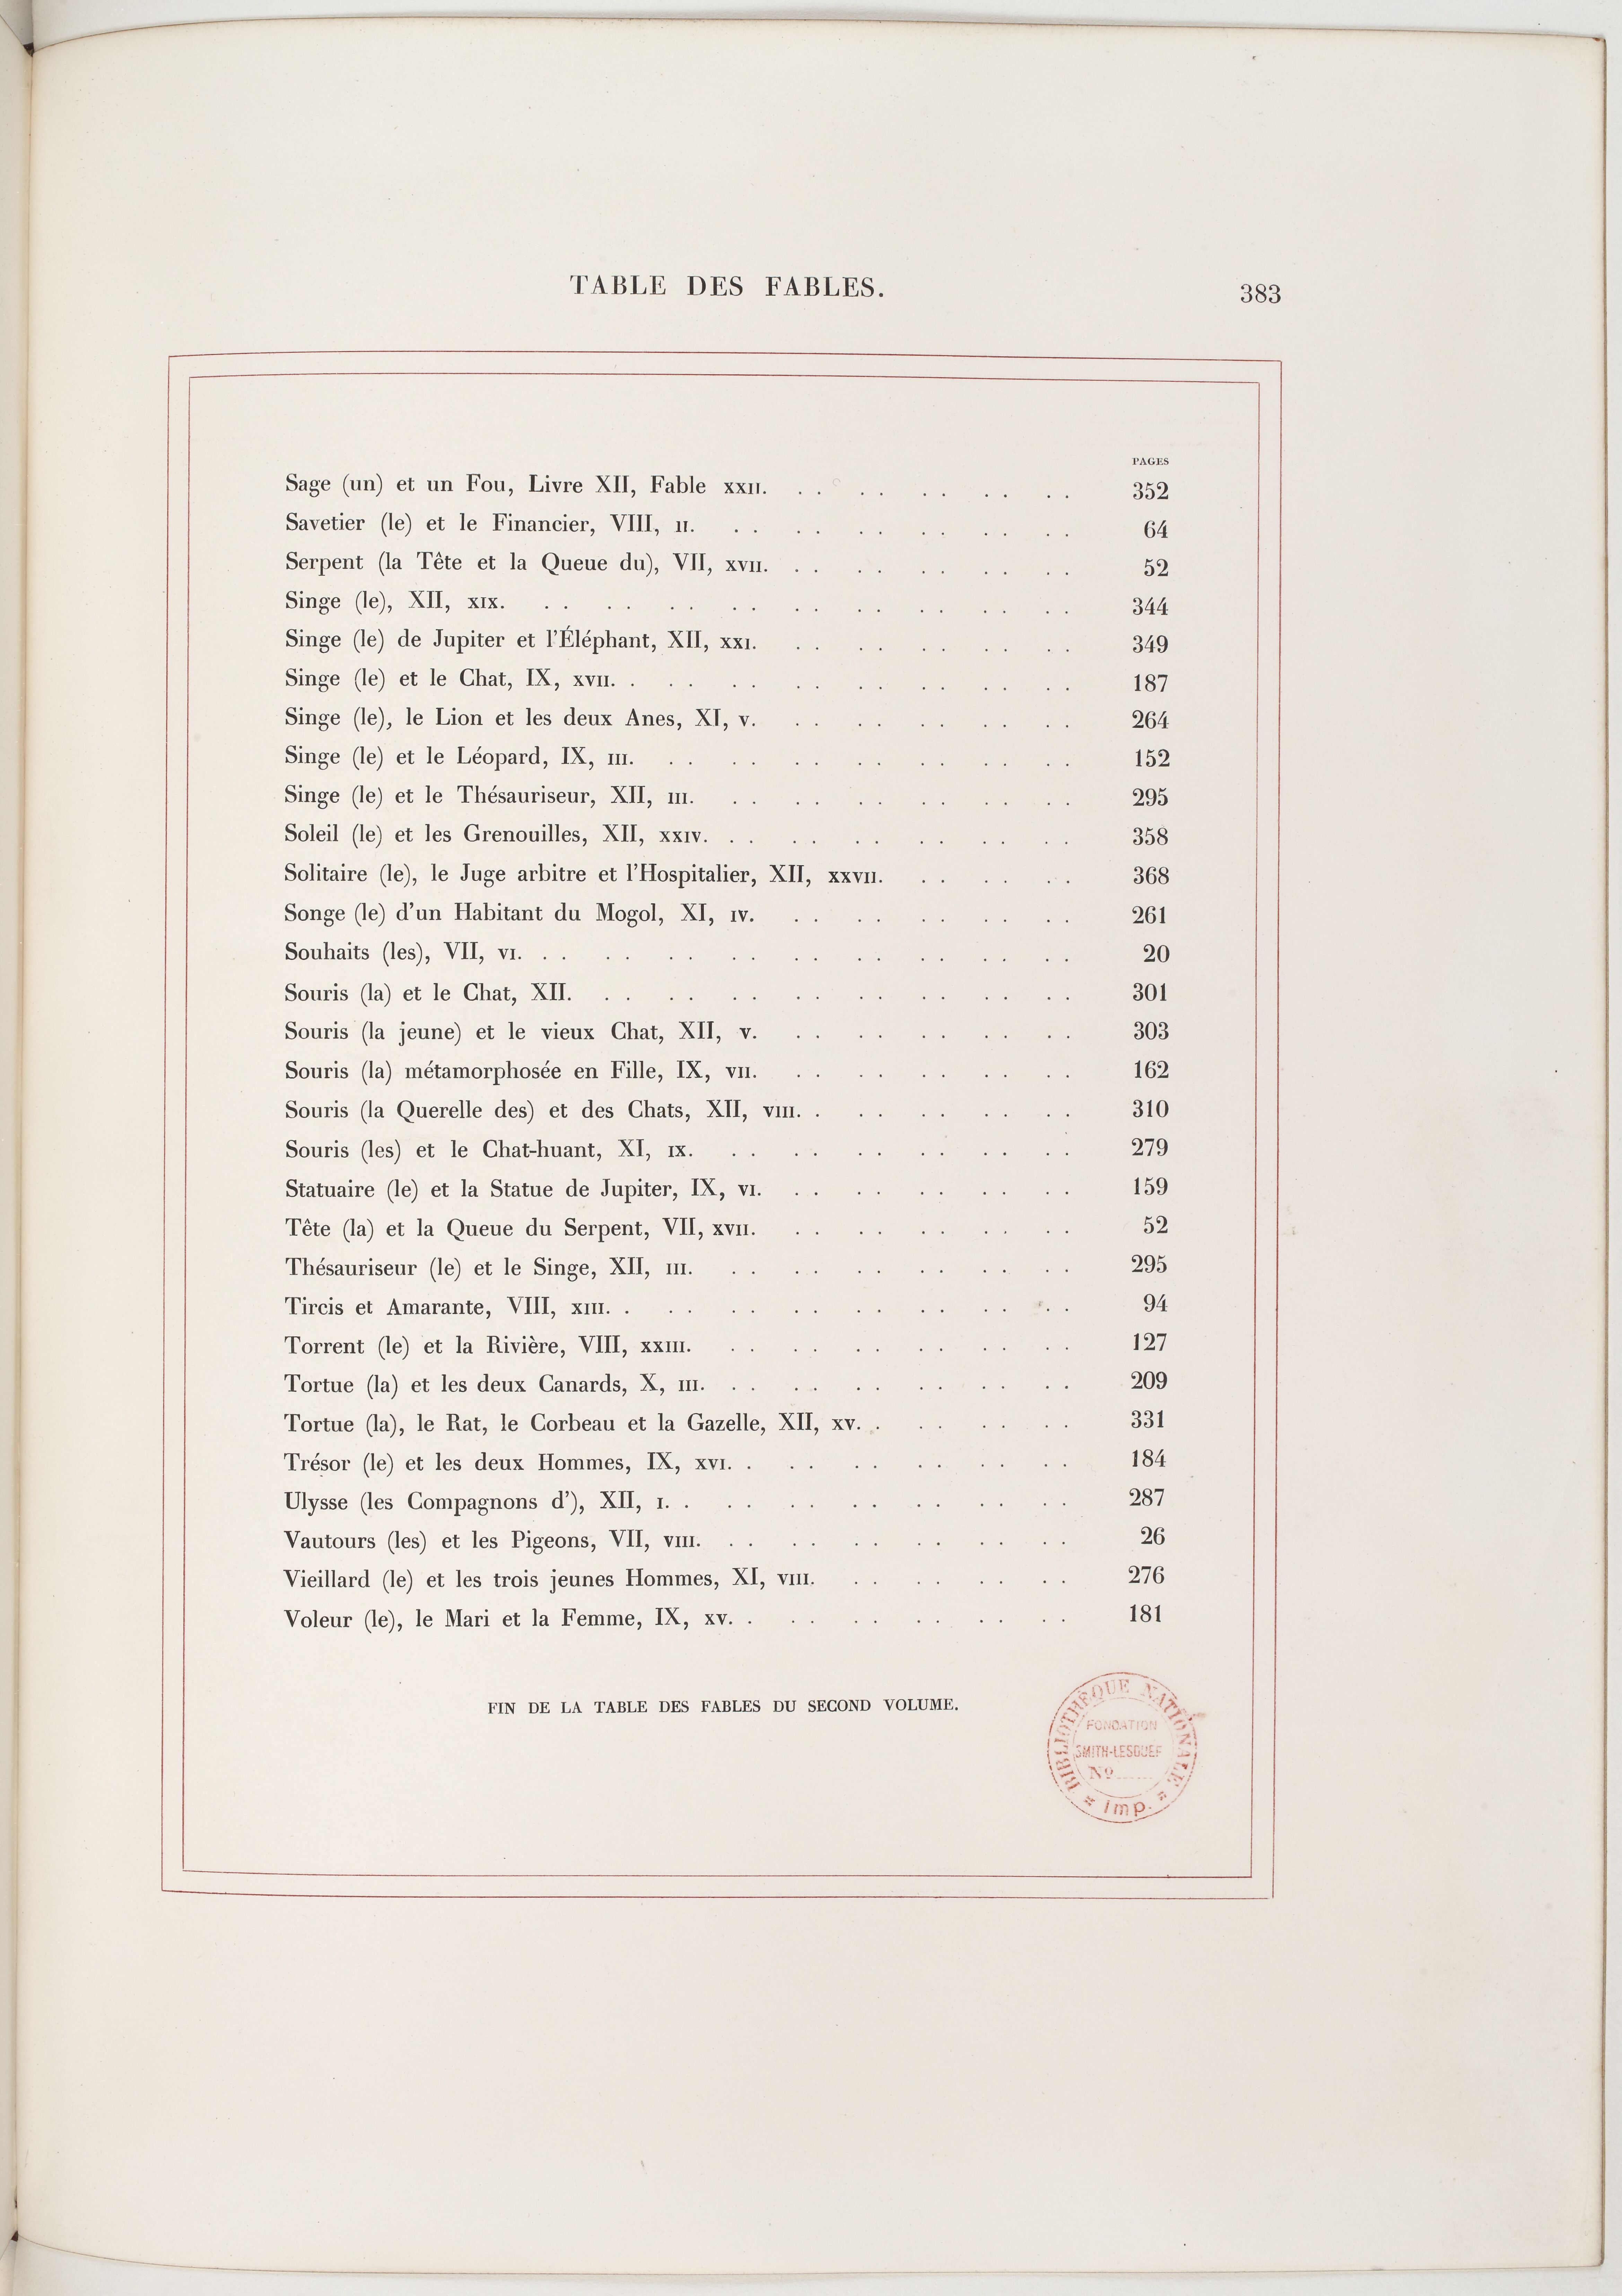 TABLE DES FABLES. 383
PAGES
Sage (un) et un Fou, Livre XII, Fable XXII. 352
Savetier (le) et le Financier, VIII, II. 64
Serpent (la Tête et la Queue du), VII, XVII. 52
Singe (le), XII, XIX. 344
Singe (le) de Jupiter et l'Éléphant, XII, XXI. 349
Singe (le) et le Chat, IX, XVII. 187
Singe (le), le Lion et les deux Anes, XI, V. 264
Singe (le) et le Léopard, IX, III. 152
Singe (le) et le Thésauriseur, XII, III. 295
Soleil (le) et les Grenouilles, XII, XXIV. 358
Solitaire (le), le Juge arbitre et l'Hospitalier, XII, XXVII. 368
Songe (le) d'un Habitant du Mogol, XI, IV. 261
Souhaits (les), VII, VI. 20
Souris (la) et le Chat, XII. 301
Souris (la jeune) et le vieux Chat, XII, V. 303
Souris (la) métamorphosée en Fille, IX, VII. 162
Souris (la Querelle des) et des Chats, XII, VIII. 310
Souris (les) et le Chat-huant, XI, IX. 279
Statuaire (le) et la Statue de Jupiter, IX, VI. 159
Tête (la) et la Queue du Serpent, VII, XVII. 52
Thésauriseur (le) et le Singe, XII, III. 295
Tircis et Amarante, VIII, XIII. 94
Torrent (le) et la Rivière, VIII, XXIII. 127
Tortue (la) et les deux Canards, X, III. 209
Tortue (la), le Rat, le Corbeau et la Gazelle, XII, XV. 331
Trésor (le) et les deux Hommes, IX, XVI. 184
Ulysse (les Compagnons d'), XII, I. 287
Vautours (les) et les Pigeons, VII, VIII. 26
Vieillard (le) et les trois jeunes Hommes, XI, VIII. 276
Voleur (le), le Mari et la Femme, IX, XV. 181
FIN DE LA TABLE DES FABLES DU SECOND VOLUME.
BIBLIOTHÈQUE NATIONALE
FONDATION
SMITH-LESOUEF
No
Imp.